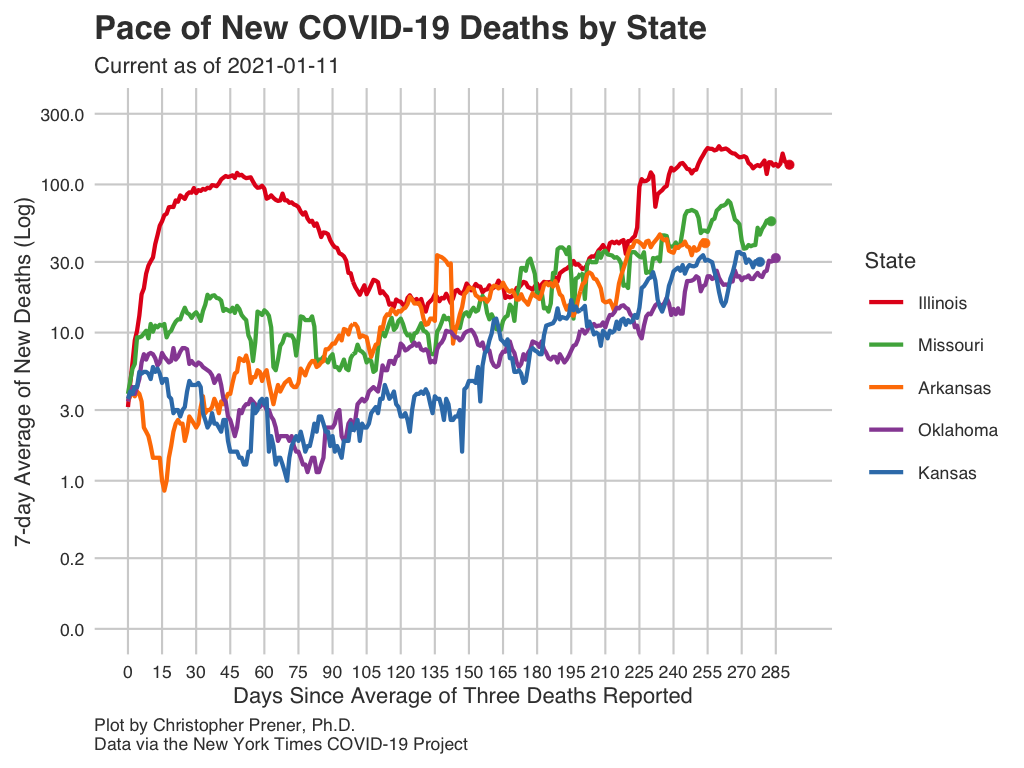 Pace of New COVID-19 Deaths by State
Current as of 2021-01-11
300.0
100.0
30.0
10.0
3.0
1.0
0.2
0.0
7-day Average of New Deaths (Log)
0 15 30 45 60 75 90 105 120 135 150 165 180 195 210 225 240 255 270 285
Days Since Average of Three Deaths Reported
State
Illinois
Missouri
Arkansas
Oklahoma
Kansas
Plot by Christopher Prener, Ph.D.
Data via the New York Times COVID-19 Project